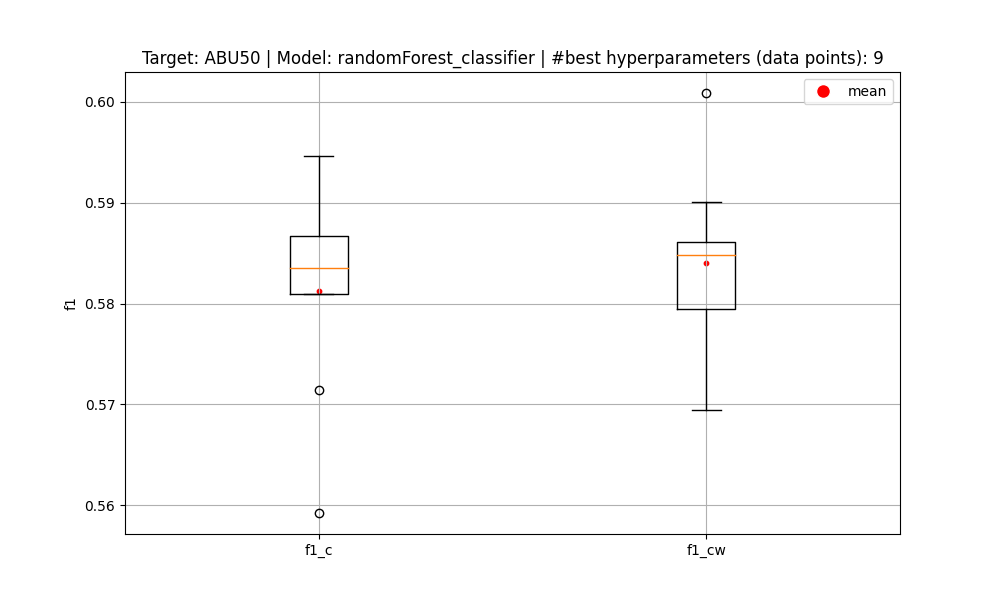 Target: ABU50 | Model: randomForest_classifier | #best hyperparameters (data points): 9
mean
0.60
0.59
0.58
0.57
0.56
f1
f1_c
f1_cw